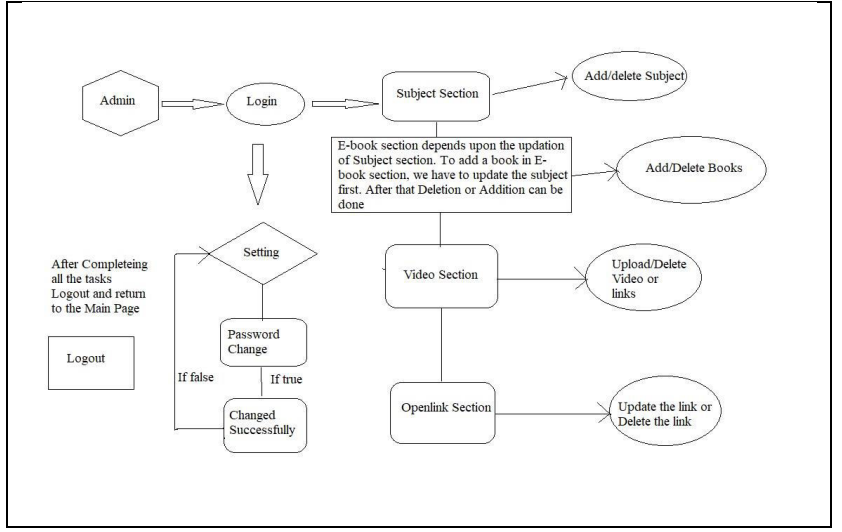 Admin
Login
Subject Section
Add/delete Subject
E-book section depends upon the updation
of Subject section. To add a book in E-
book section, we have to update the subject
first. After that Deletion or Addition can be
done
Add/Delete Books
Setting
Video Section
Upload/Delete
Video or
links
After Completeing
all the tasks
Logout and return
to the Main Page
Logout
Password
Change
If false
If true
Changed
Successfully
Openlink Section
Update the link or
Delete the link